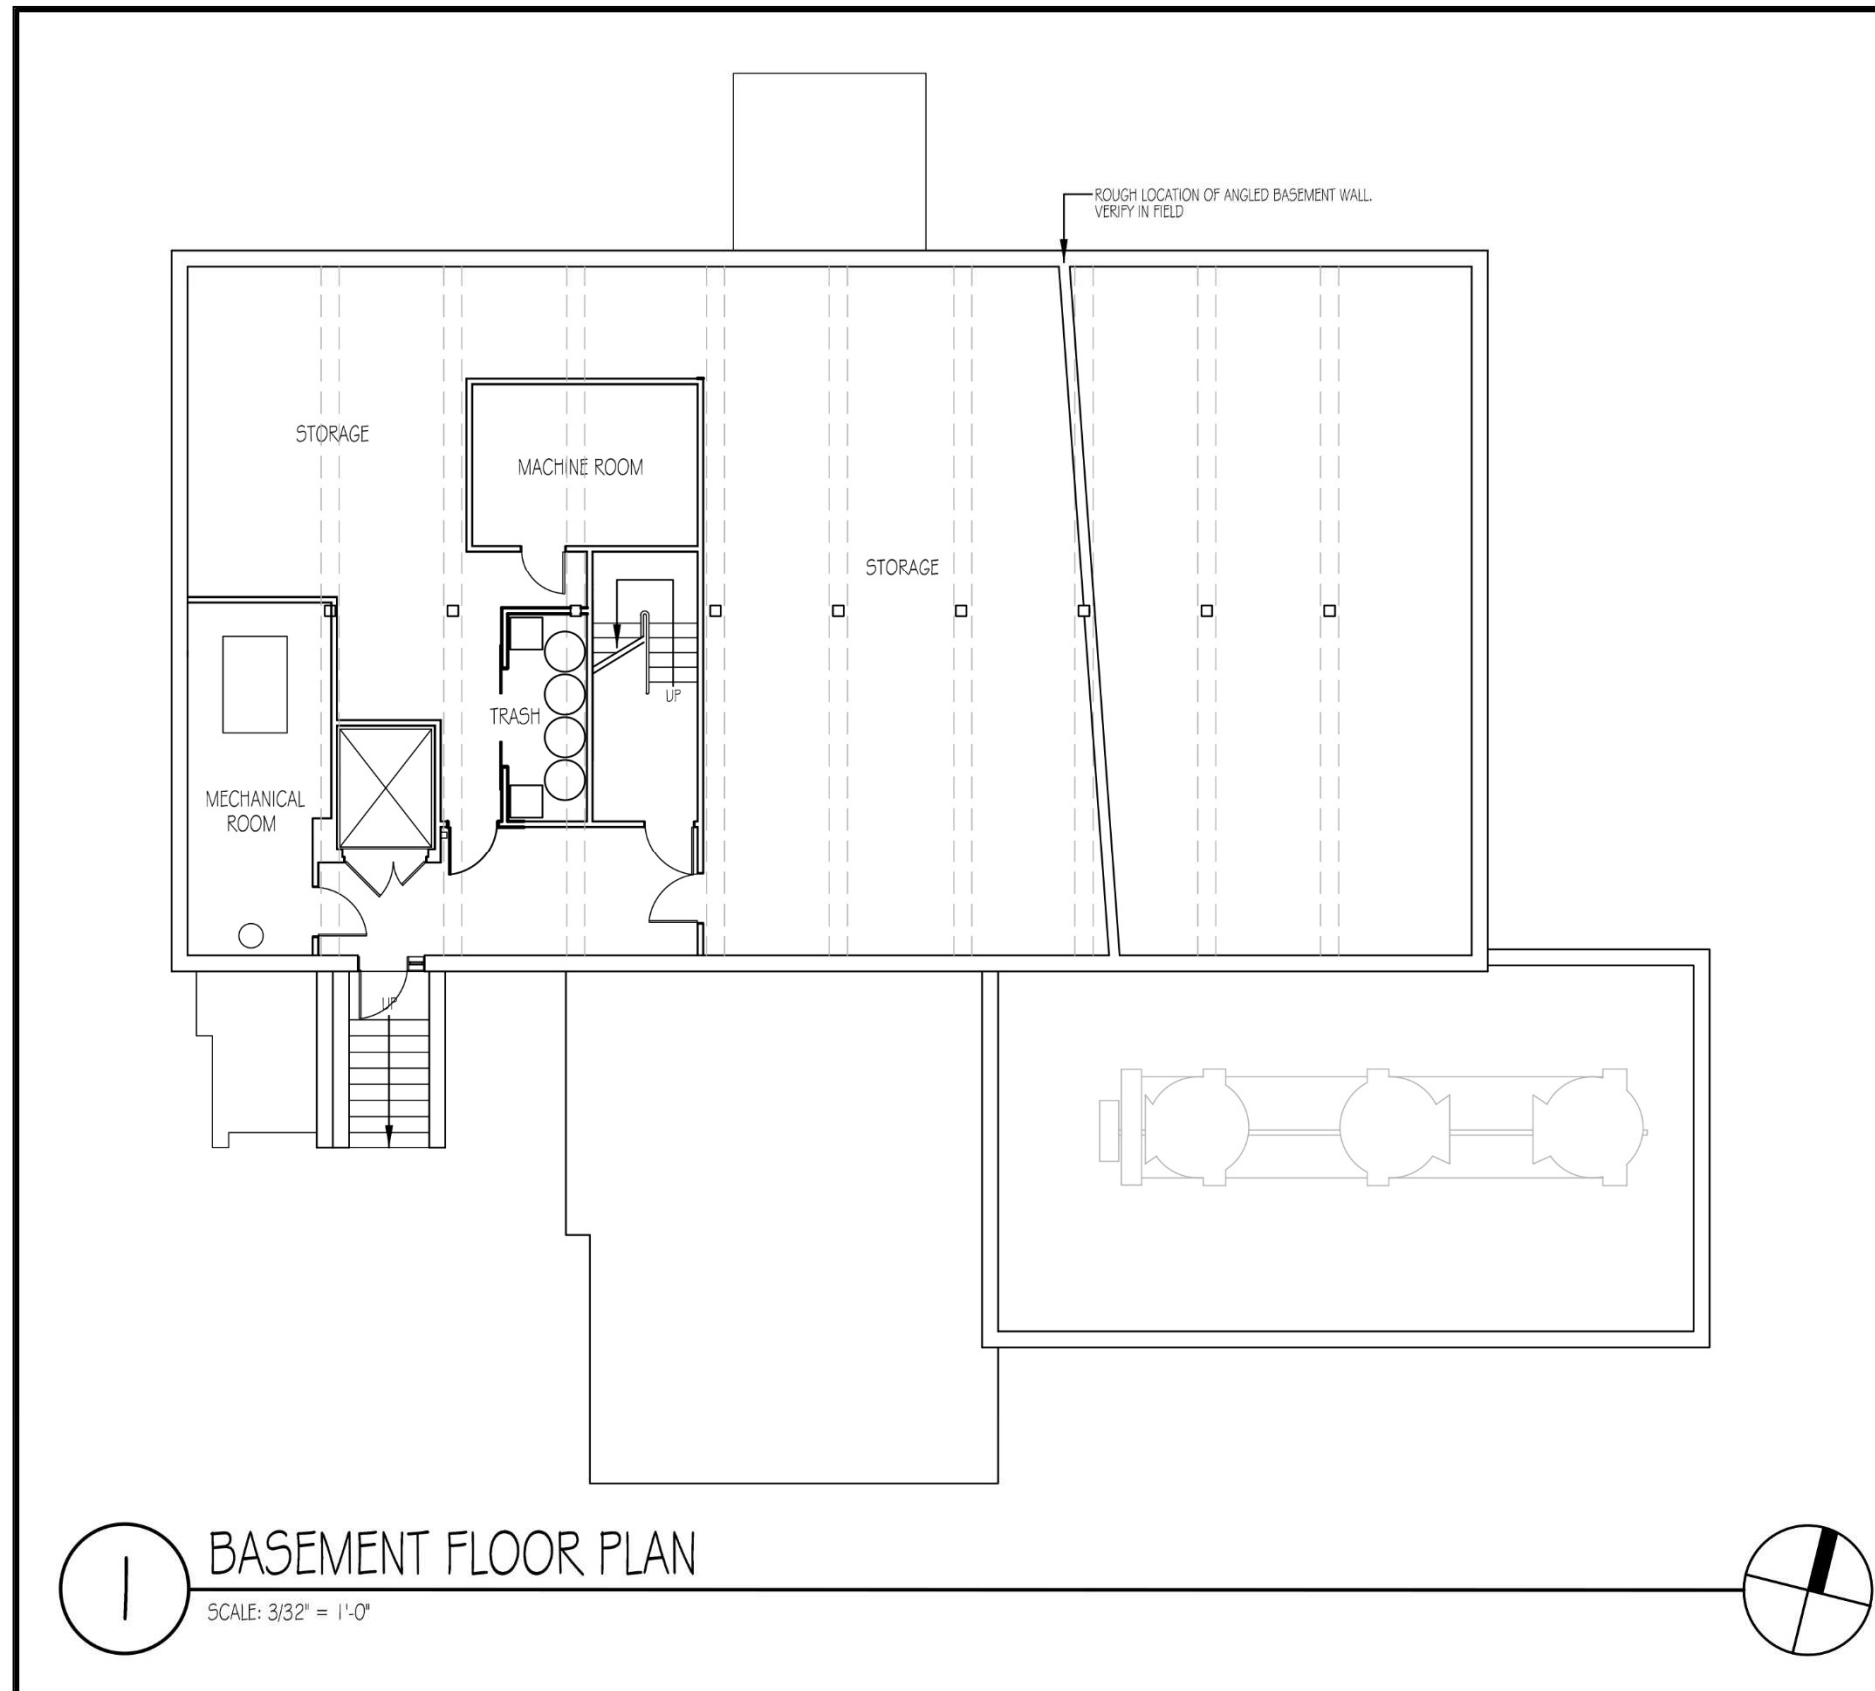 ROUGH LOCATION OF ANGLED BASEMENT WALL.
VERIFY IN FIELD
STORAGE
MACHINE ROOM
STORAGE
UP
TRASH
MECHANICAL
ROOM
UP
1
BASEMENT FLOOR PLAN
SCALE: 3/32" = 1'-0"